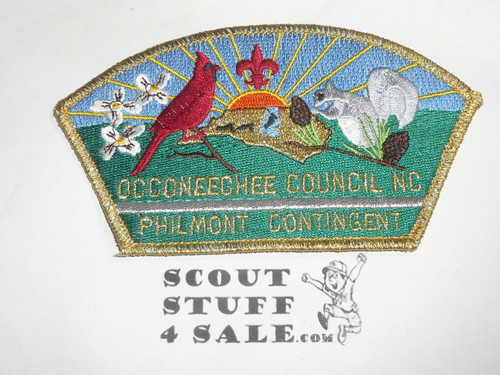 OCCONEECHEE COUNCIL NC
PHILMONT CONTINGENT
SCOUT
STUFF
4 SALE.com